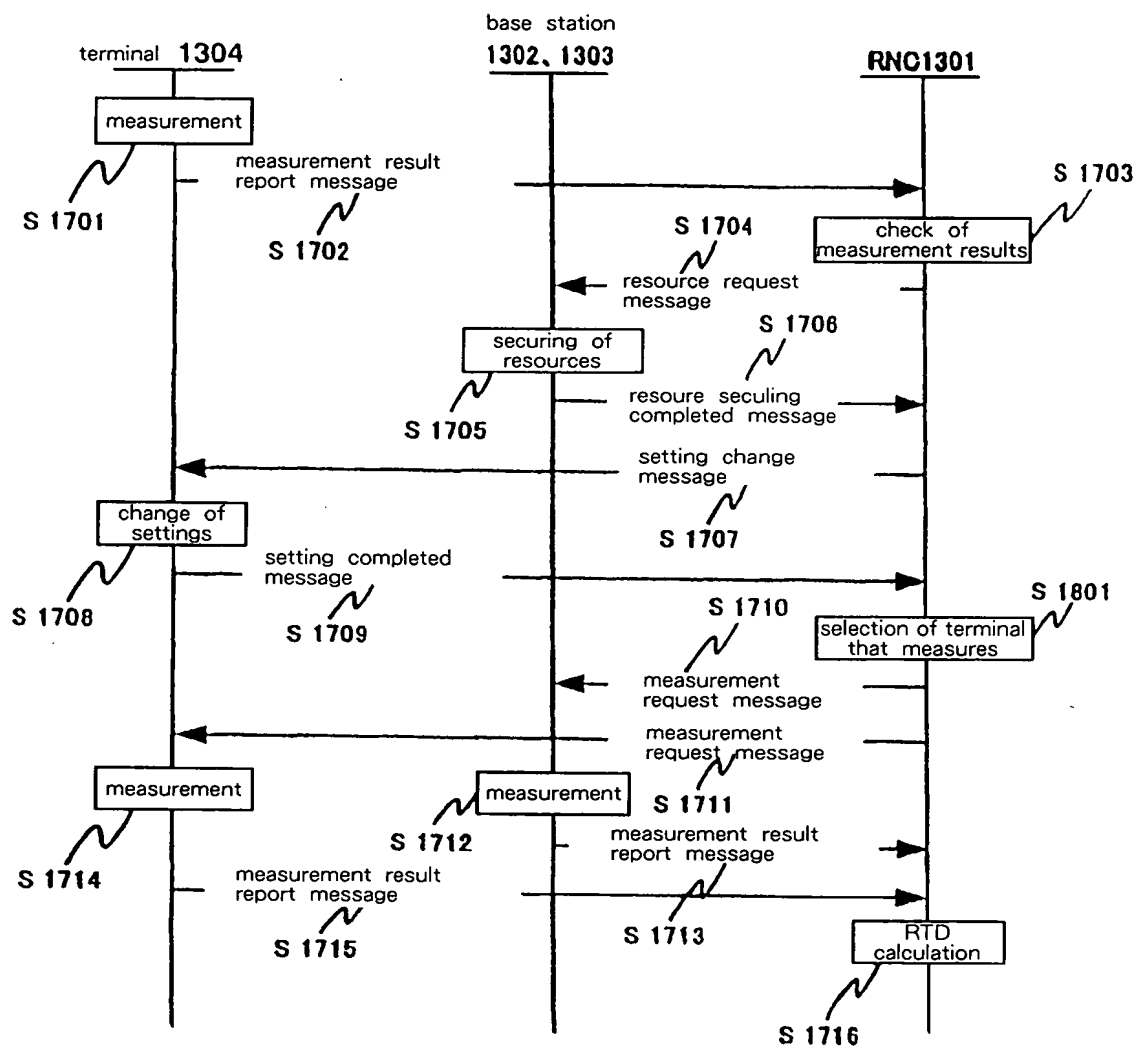 base station
terminal 1304
1302、1303
RNC1301
measurement
measurement result
report message
S 1701
S 1702
S 1703
check of
measurement results
S 1704
resource request
message
securing of
resources
S 1705
S 1706
resoure seculing
completed message
setting change
message
S 1707
change of
settings
S 1708
setting completed
message
S 1709
S 1710
S 1801
selection of terminal
that measures
measurement
request message
measurement
request message
S 1711
measurement
S 1714
measurement
S 1712
measurement result
report message
S 1713
measurement result
report message
S 1715
RTD
calculation
S 1716